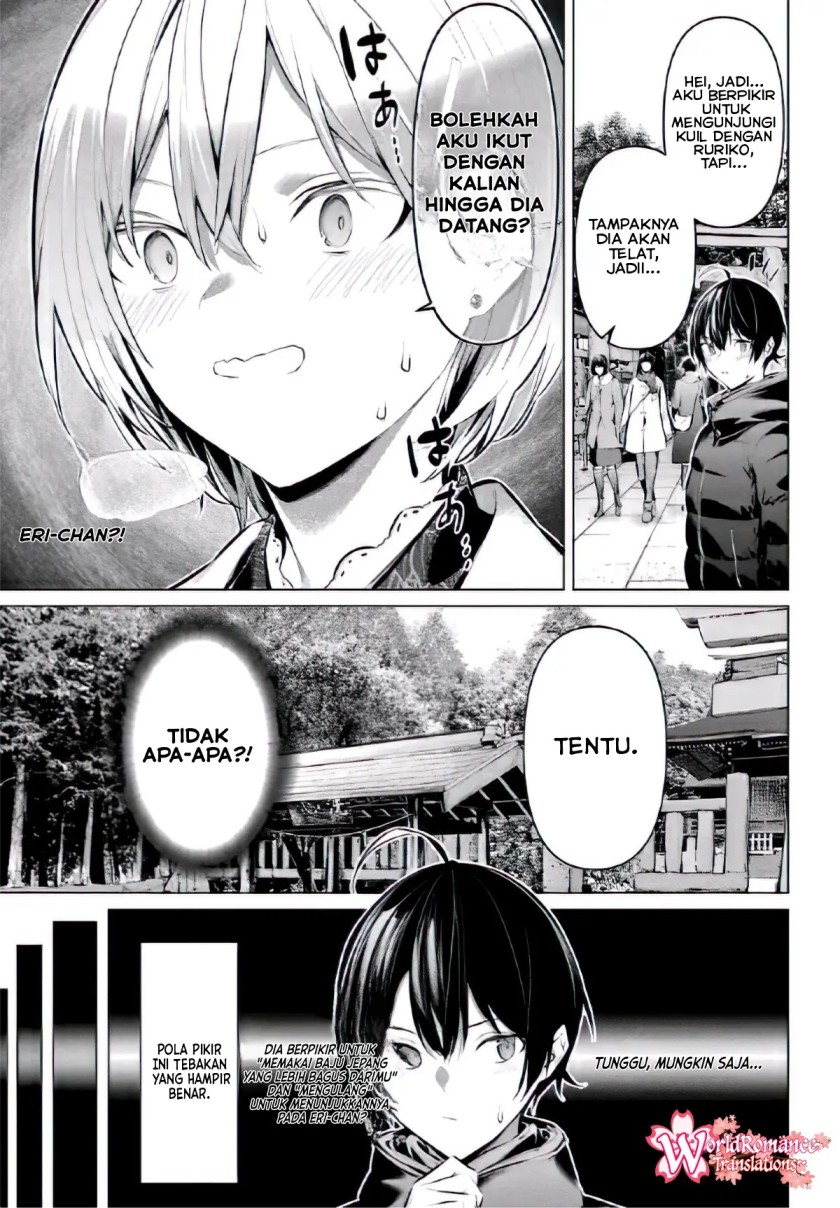 HEI, JADI...
AKU BERPIKIR
UNTUK
MENGUNJUNGI
KUIL DENGAN
RURIKO,
TAPI...
TAMPAKNYA
DIA AKAN
TELAT,
JADII...
はぁ…
BOLEHKAH
AKU IKUT
DENGAN
KALIAN
HINGGA DIA
DATANG?
はぁ…
ERI-CHAN?!
TENTU.
TIDAK
APA-APA?!
TUNGGU, MUNGKIN SAJA...
DIA BERPIKIR UNTUK
"MEMAKAI BAJU JEPANG
YANG LEBIH BAGUS DARIMU"
DAN "MENGULANG"
UNTUK MENUNJUKKANNYA
PADA ERI-CHAN?
POLA PIKIR
INI TEBAKAN
YANG HAMPIR
BENAR.
WorldRomance
Translations